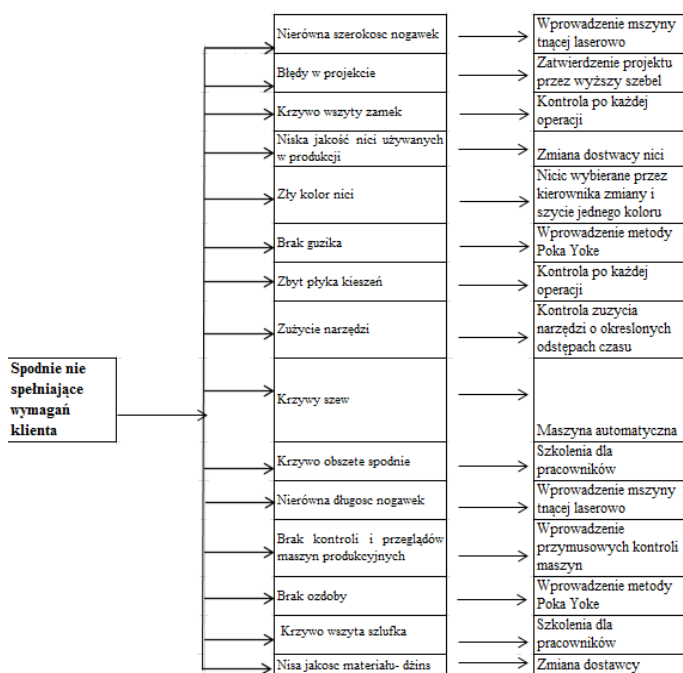 Nierówna szerokosc nogawek
Wprowadzenie mszyny
tnącej laserowo
Błędy w projekcie
Zatwierdzenie projektu
przez wyższy szebel
Krzywo wszyty zamek
Kontrola po każdej
operacji
Niska jakość nici używanych
w produkcji
Zmiana dostwacy nici
Zły kolor nici
Nicic wybierane przez
kierownika zmiany i
szycie jednego koloru
Brak guzika
Wprowadzenie metody
Poka Yoke
Zbyt płyka kieszeń
Kontrola po każdej
operacji
Zużycie narzędzi
Kontrola zuzycia
narzędzi o okreslonych
odstępach czasu
Spodnie nie
spełniające
wymagań
klienta
Krzywy szew
Maszyna automatyczna
Krzywo obszete spodnie
Szkolenia dla
pracowników
Nierówna długosc nogawek
Wprowadzenie mszyny
tnącej laserowo
Brak kontroli i przeglądów
maszyn produkcyjnych
Wprowadzenie
przymusowych kontroli
maszyn
Brak ozdoby
Wprowadzenie metody
Poka Yoke
Krzywo wszyta szlufka
Szkolenia dla
pracowników
Nisa jakosc materiału- dżins
Zmiana dostawcy